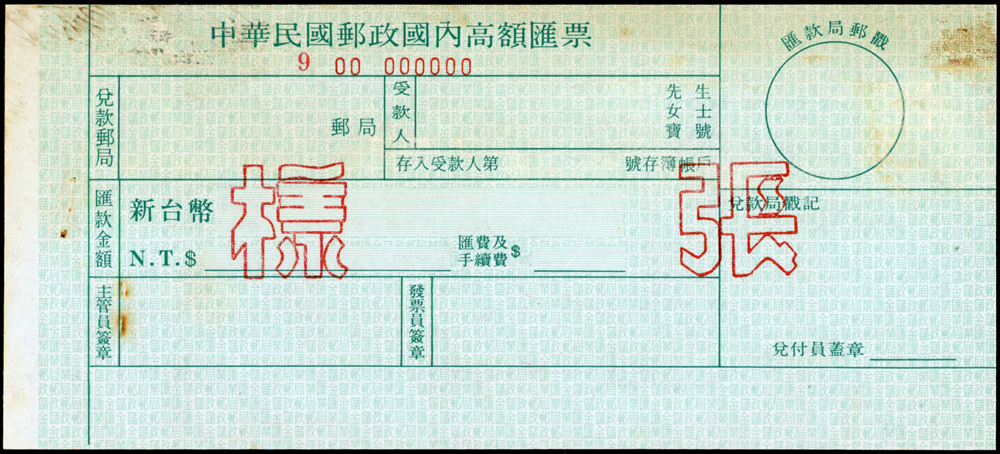 中華民國郵政國內高額匯票
9 00 000000
匯款局郵戳
兌款郵局
郵局
受款人
先生
女士
寶號
存入受款人第 號存簿帳戶
匯款金額
新台幣
N.T.$
匯費及
手續費 $
樣張
兌款局戳記
主管員簽章
發票員簽章
兌付員蓋章